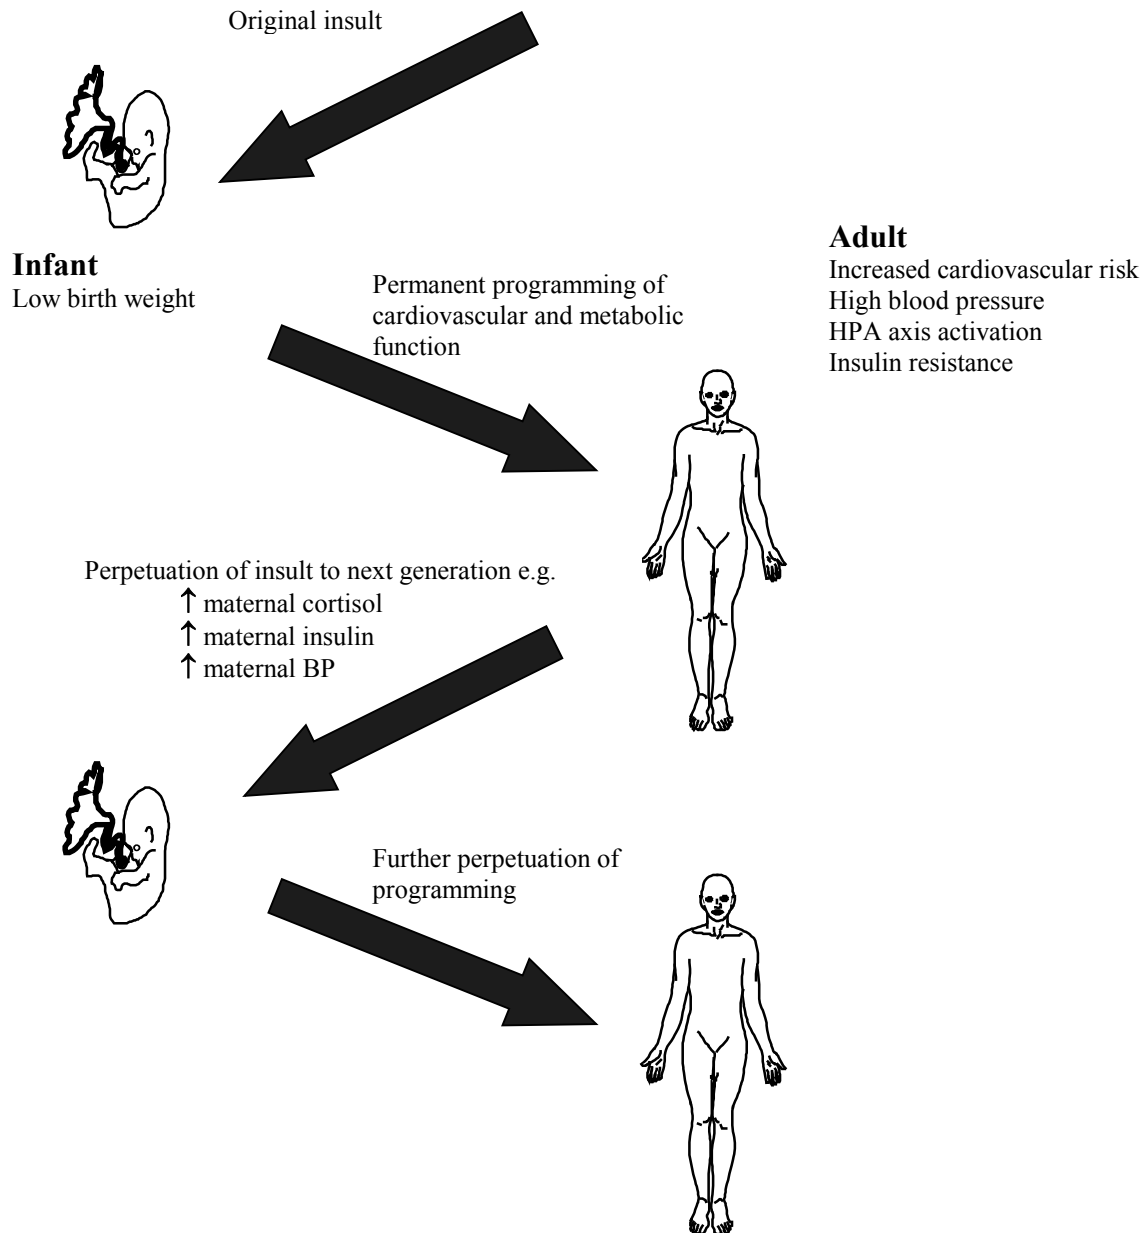 Original insult
Infant
Low birth weight
Adult
Increased cardiovascular risk
High blood pressure
HPA axis activation
Insulin resistance
Permanent programming of
cardiovascular and metabolic
function
Perpetuation of insult to next generation e.g.
↑ maternal cortisol
↑ maternal insulin
↑ maternal BP
Further perpetuation of
programming